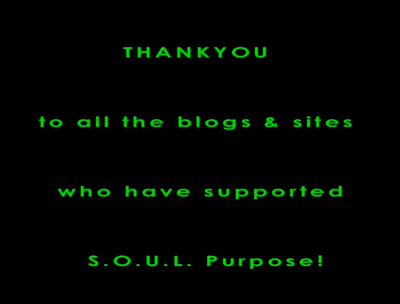 THANKYOU
to all the blogs & sites
who have supported
S.O.U.L. Purpose!